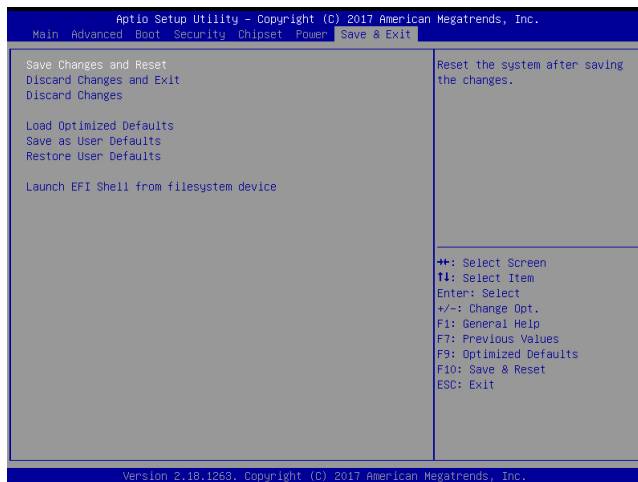 Aptio Setup Utility – Copyright (C) 2017 American Megatrends, Inc.
Main Advanced Boot Security Chipset Power Save & Exit
Save Changes and Reset
Discard Changes and Exit
Discard Changes
Load Optimized Defaults
Save as User Defaults
Restore User Defaults
Launch EFI Shell from filesystem device
Reset the system after saving
the changes.
→←: Select Screen
↑↓: Select Item
Enter: Select
+/-: Change Opt.
F1: General Help
F7: Previous Values
F9: Optimized Defaults
F10: Save & Reset
ESC: Exit
Version 2.18.1263. Copyright (C) 2017 American Megatrends, Inc.